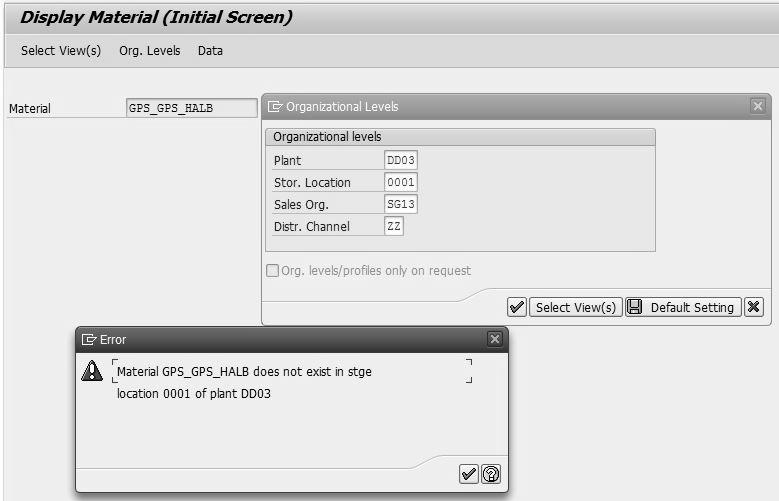 Display Material (Initial Screen)
Select View(s) Org. Levels Data
Material GPS_GPS_HALB
Organizational Levels
Organizational levels
Plant DD03
Stor. Location 0001
Sales Org. SG13
Distr. Channel ZZ
Org. levels/profiles only on request
Select View(s) Default Setting
Error
Material GPS_GPS_HALB does not exist in stge
location 0001 of plant DD03